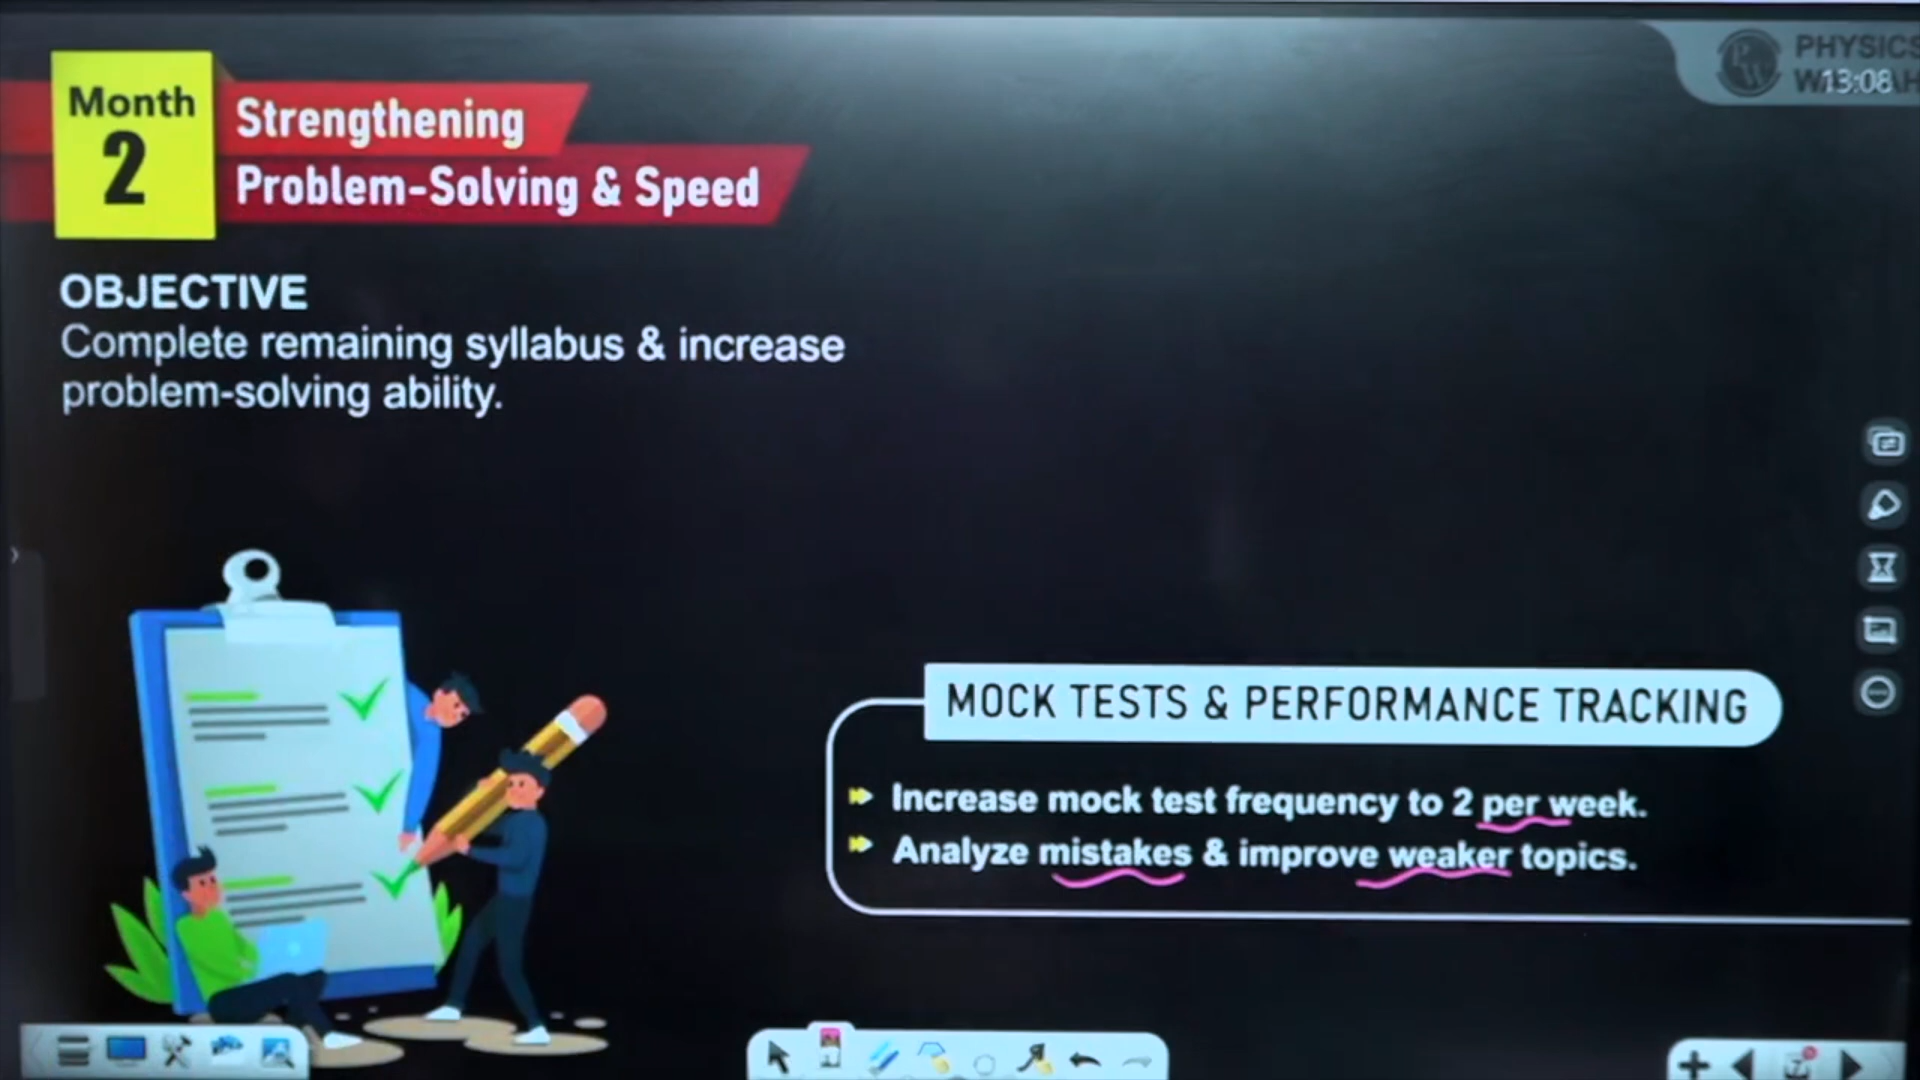 Month
2
Strengthening
Problem-Solving & Speed
PHYSICS
13:08
OBJECTIVE
Complete remaining syllabus & increase
problem-solving ability.
MOCK TESTS & PERFORMANCE TRACKING
Increase mock test frequency to 2 per week.
Analyze mistakes & improve weaker topics.